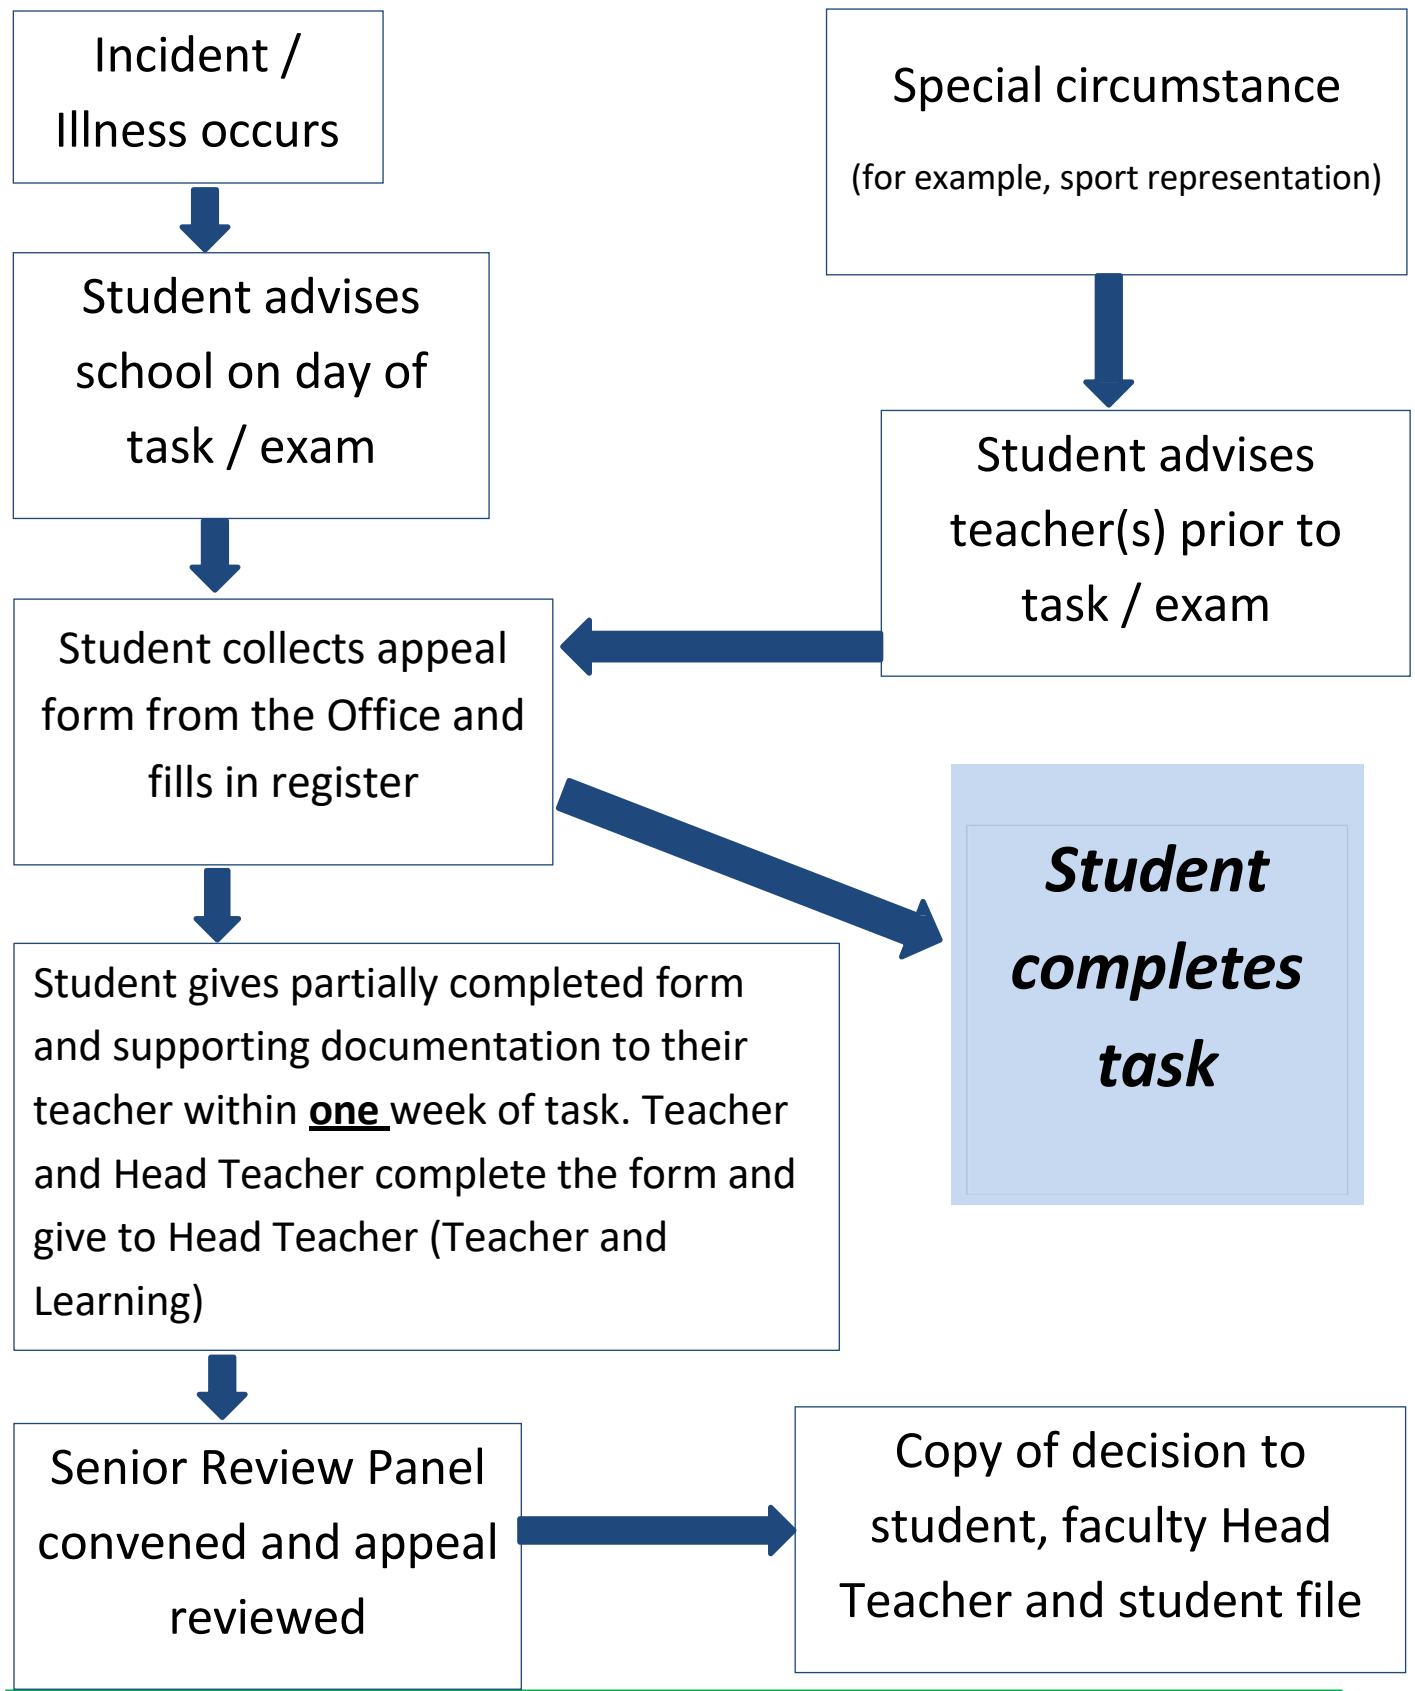 Incident /
Illness occurs
Special circumstance
(for example, sport representation)
Student advises
school on day of
task / exam
Student advises
teacher(s) prior to
task / exam
Student collects appeal
form from the Office and
fills in register
Student
completes
task
Student gives partially completed form
and supporting documentation to their
teacher within one week of task. Teacher
and Head Teacher complete the form and
give to Head Teacher (Teacher and
Learning)
Senior Review Panel
convened and appeal
reviewed
Copy of decision to
student, faculty Head
Teacher and student file